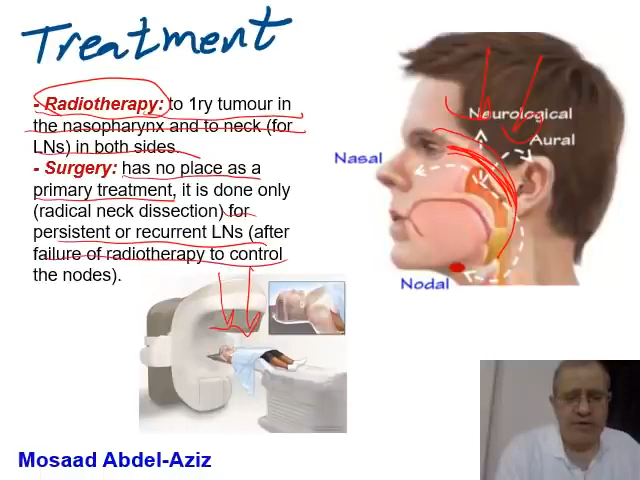 Treatment
- Radiotherapy: to 1ry tumour in
the nasopharynx and to neck (for
LNs) in both sides.
- Surgery: has no place as a
primary treatment, it is done only
(radical neck dissection) for
persistent or recurrent LNs (after
failure of radiotherapy to control
the nodes).
Neurological
Aural
Nasal
Nodal
Mosaad Abdel-Aziz